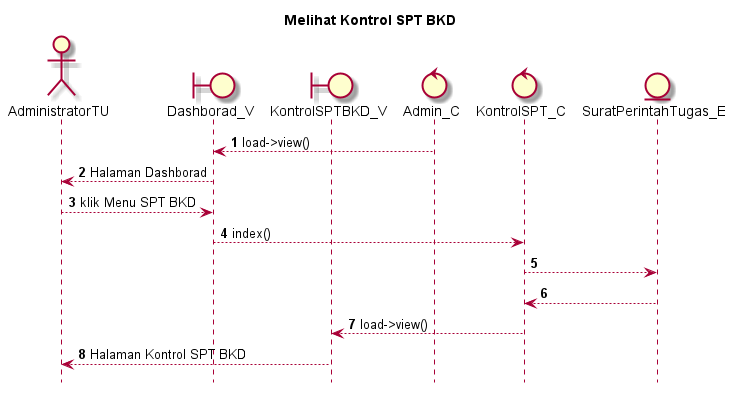 Melihat Kontrol SPT BKD
AdministratorTU
Dashborad_V
KontrolSPTBKD_V
Admin_C
KontrolSPT_C
SuratPerintahTugas_E
1 load->view()
2 Halaman Dashborad
3 klik Menu SPT BKD
4 index()
5
6
7 load->view()
8 Halaman Kontrol SPT BKD